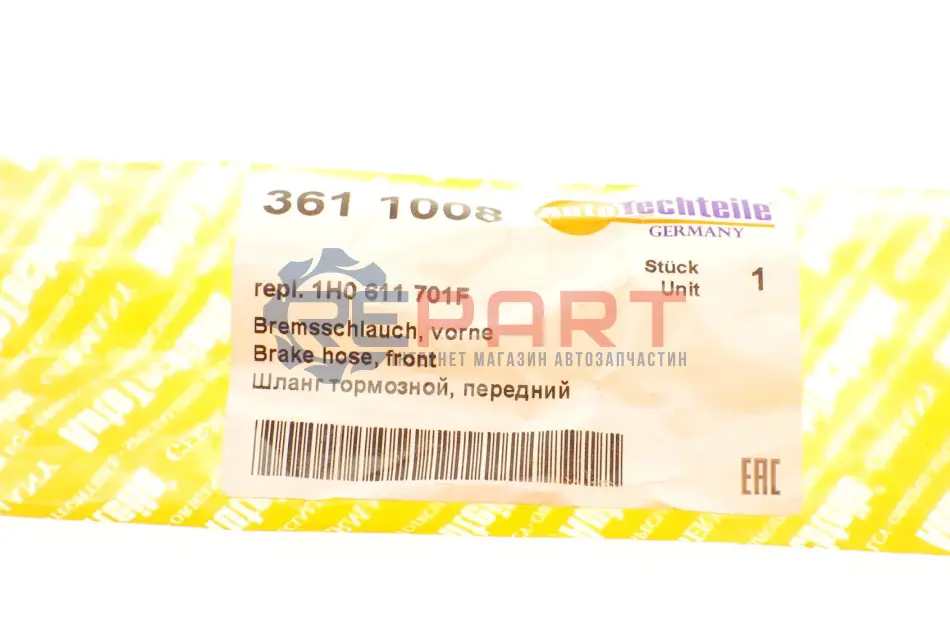 361 1008
autoTechteile
GERMANY
Stück
Unit
1
repl. 1H0 611 701F
REPART
ИНТЕРНЕТ МАГАЗИН АВТОЗАПЧАСТИН
Bremsschlauch, vorne
Brake hose, front
Шланг тормозной, передний
EAC